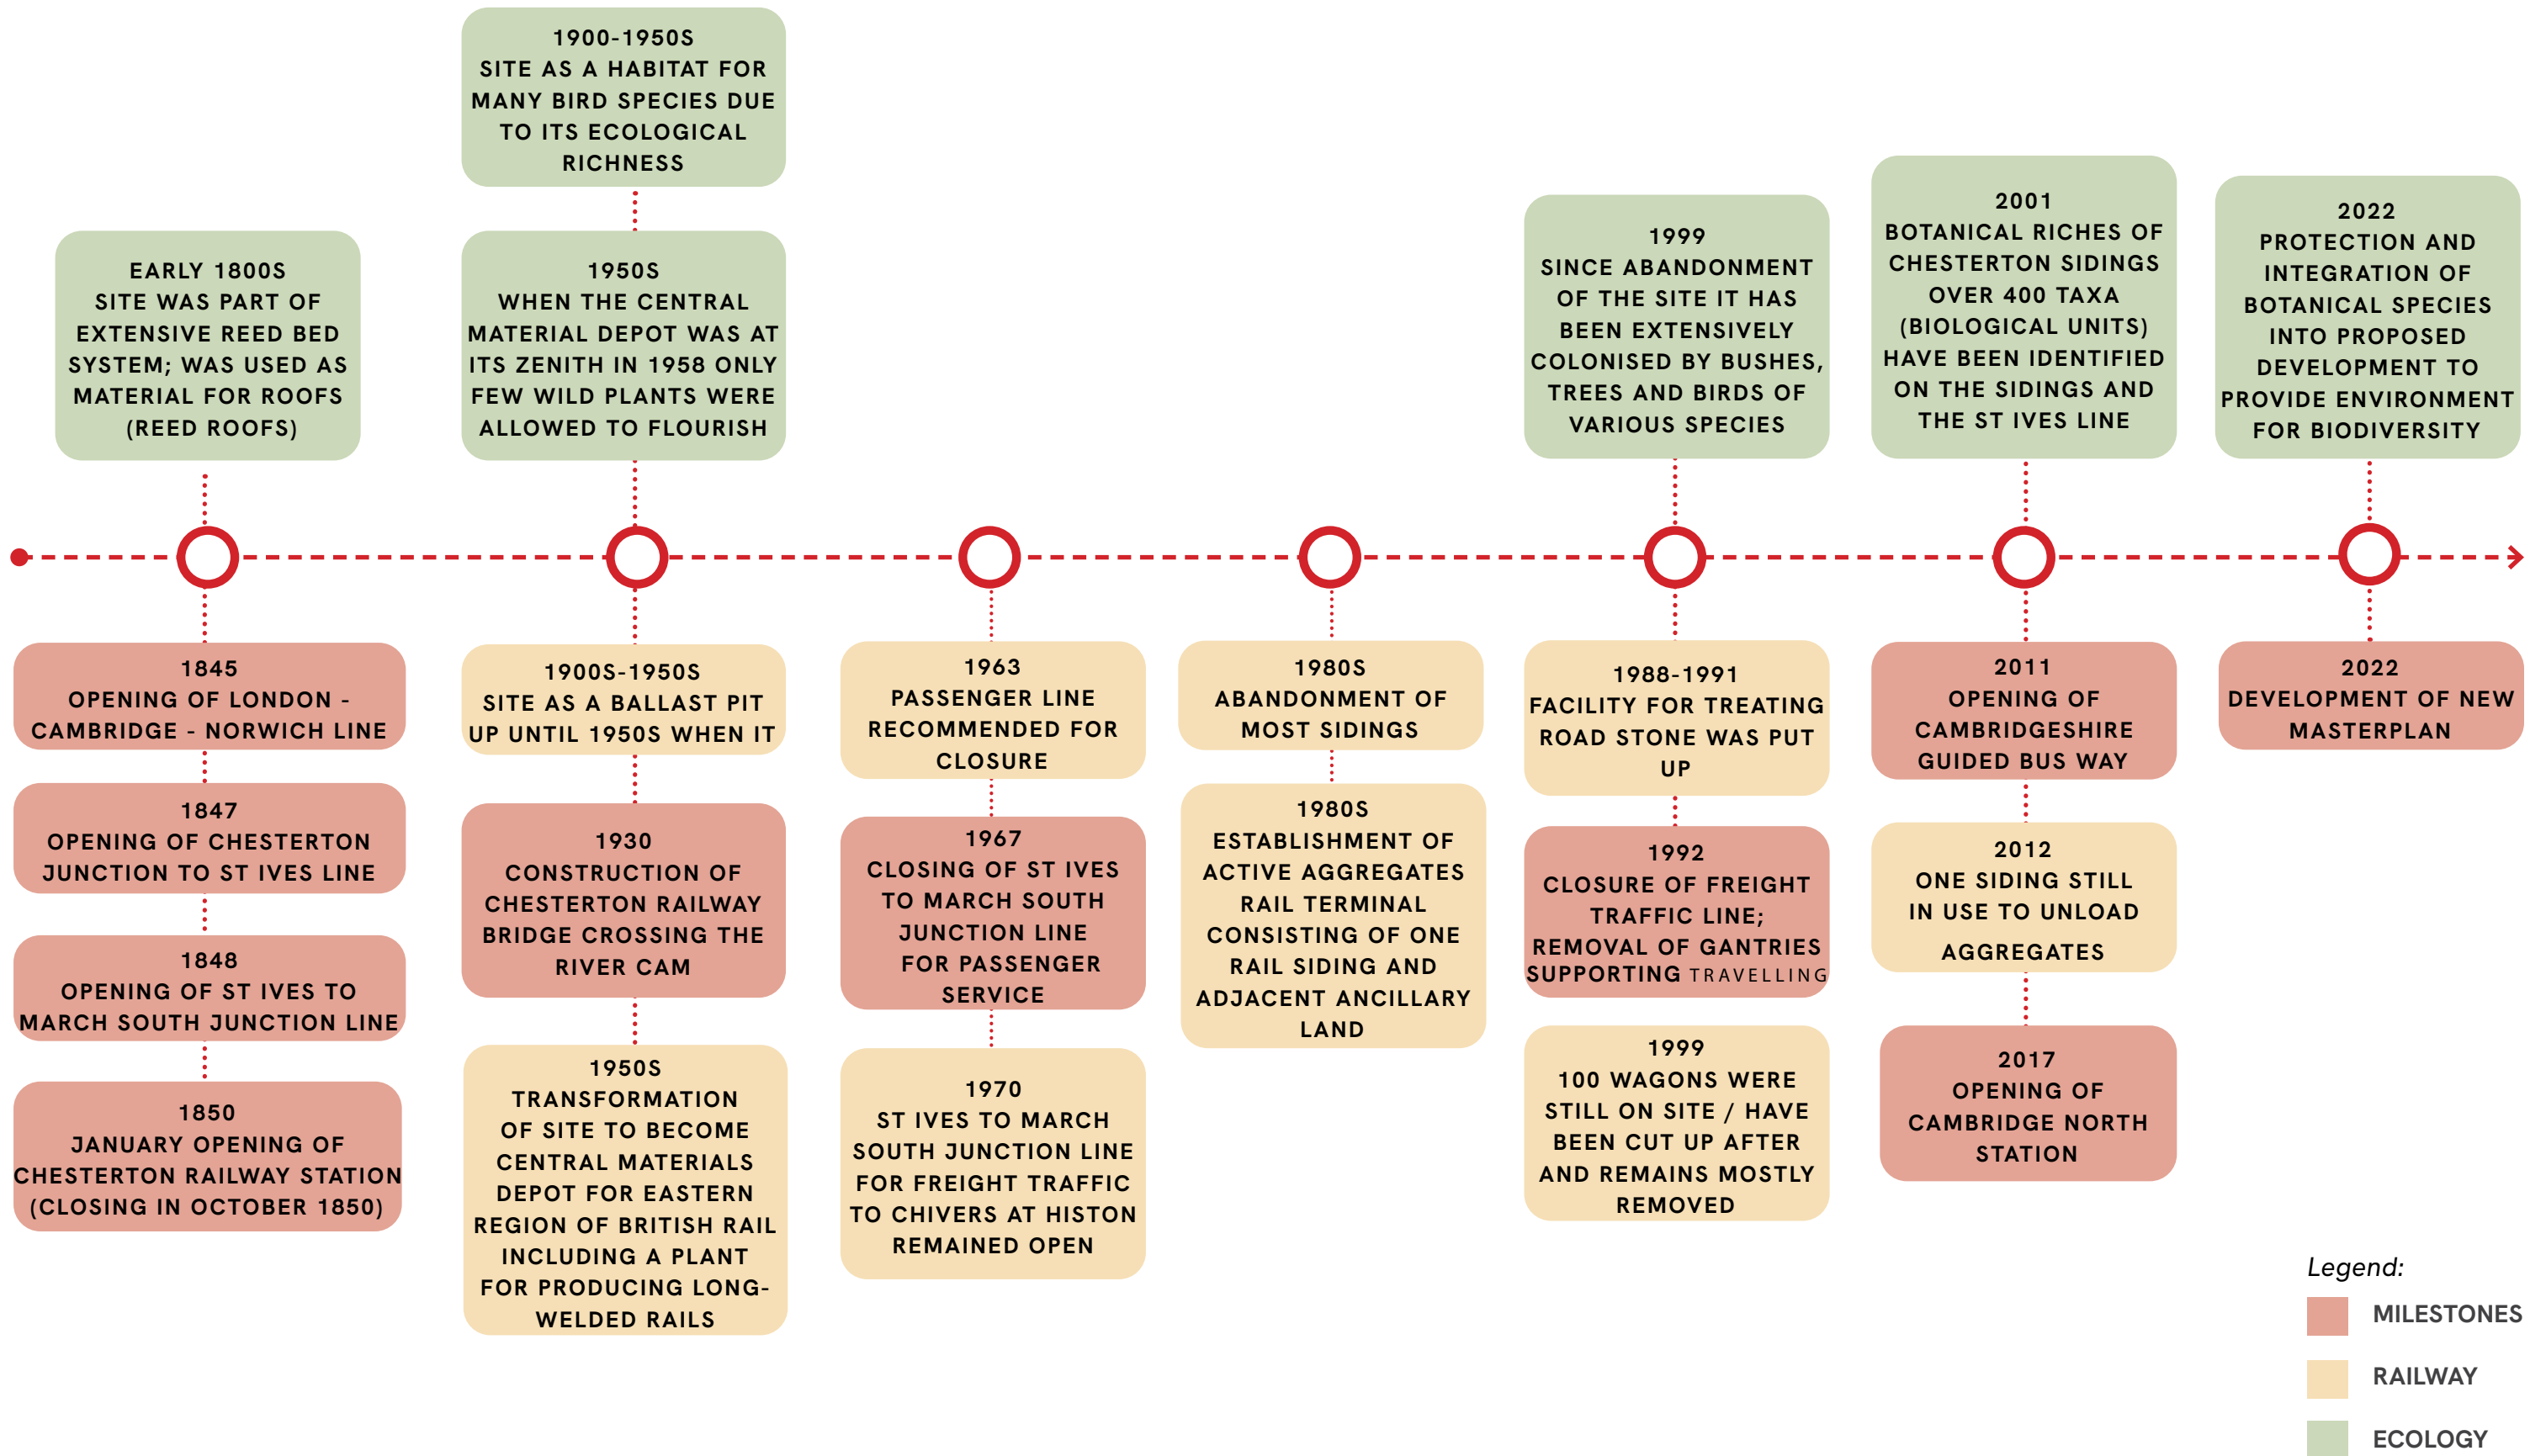 1900-1950S
SITE AS A HABITAT FOR
MANY BIRD SPECIES DUE
TO ITS ECOLOGICAL
RICHNESS
EARLY 1800S
SITE WAS PART OF
EXTENSIVE REED BED
SYSTEM; WAS USED AS
MATERIAL FOR ROOFS
(REED ROOFS)
1950S
WHEN THE CENTRAL
MATERIAL DEPOT WAS AT
ITS ZENITH IN 1958 ONLY
FEW WILD PLANTS WERE
ALLOWED TO FLOURISH
1999
SINCE ABANDONMENT
OF THE SITE IT HAS
BEEN EXTENSIVELY
COLONISED BY BUSHES,
TREES AND BIRDS OF
VARIOUS SPECIES
2001
BOTANICAL RICHES OF
CHESTERTON SIDINGS
OVER 400 TAXA
(BIOLOGICAL UNITS)
HAVE BEEN IDENTIFIED
ON THE SIDINGS AND
THE ST IVES LINE
2022
PROTECTION AND
INTEGRATION OF
BOTANICAL SPECIES
INTO PROPOSED
DEVELOPMENT TO
PROVIDE ENVIRONMENT
FOR BIODIVERSITY
1845
OPENING OF LONDON -
CAMBRIDGE - NORWICH LINE
1847
OPENING OF CHESTERTON
JUNCTION TO ST IVES LINE
1848
OPENING OF ST IVES TO
MARCH SOUTH JUNCTION LINE
1850
JANUARY OPENING OF
CHESTERTON RAILWAY STATION
(CLOSING IN OCTOBER 1850)
1900S-1950S
SITE AS A BALLAST PIT
UP UNTIL 1950S WHEN IT
1930
CONSTRUCTION OF
CHESTERTON RAILWAY
BRIDGE CROSSING THE
RIVER CAM
1950S
TRANSFORMATION
OF SITE TO BECOME
CENTRAL MATERIALS
DEPOT FOR EASTERN
REGION OF BRITISH RAIL
INCLUDING A PLANT
FOR PRODUCING LONG-
WELDED RAILS
1963
PASSENGER LINE
RECOMMENDED FOR
CLOSURE
1967
CLOSING OF ST IVES
TO MARCH SOUTH
JUNCTION LINE
FOR PASSENGER
SERVICE
1970
ST IVES TO MARCH
SOUTH JUNCTION LINE
FOR FREIGHT TRAFFIC
TO CHIVERS AT HISTON
REMAINED OPEN
1980S
ABANDONMENT OF
MOST SIDINGS
1980S
ESTABLISHMENT OF
ACTIVE AGGREGATES
RAIL TERMINAL
CONSISTING OF ONE
RAIL SIDING AND
ADJACENT ANCILLARY
LAND
1988-1991
FACILITY FOR TREATING
ROAD STONE WAS PUT
UP
1992
CLOSURE OF FREIGHT
TRAFFIC LINE;
REMOVAL OF GANTRIES
SUPPORTING TRAVELLING
1999
100 WAGONS WERE
STILL ON SITE / HAVE
BEEN CUT UP AFTER
AND REMAINS MOSTLY
REMOVED
2011
OPENING OF
CAMBRIDGESHIRE
GUIDED BUS WAY
2012
ONE SIDING STILL
IN USE TO UNLOAD
AGGREGATES
2017
OPENING OF
CAMBRIDGE NORTH
STATION
2022
DEVELOPMENT OF NEW
MASTERPLAN
Legend:
MILESTONES
RAILWAY
ECOLOGY